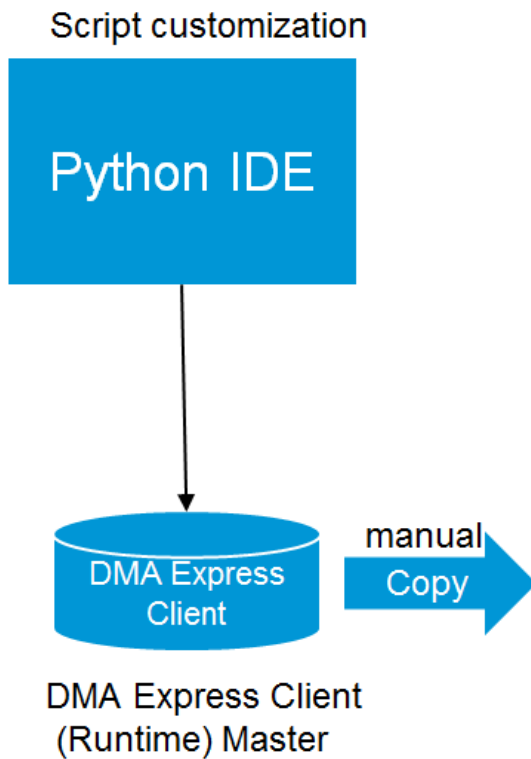 Script customization
Python IDE
DMA Express
Client
manual
Copy
DMA Express Client
(Runtime) Master